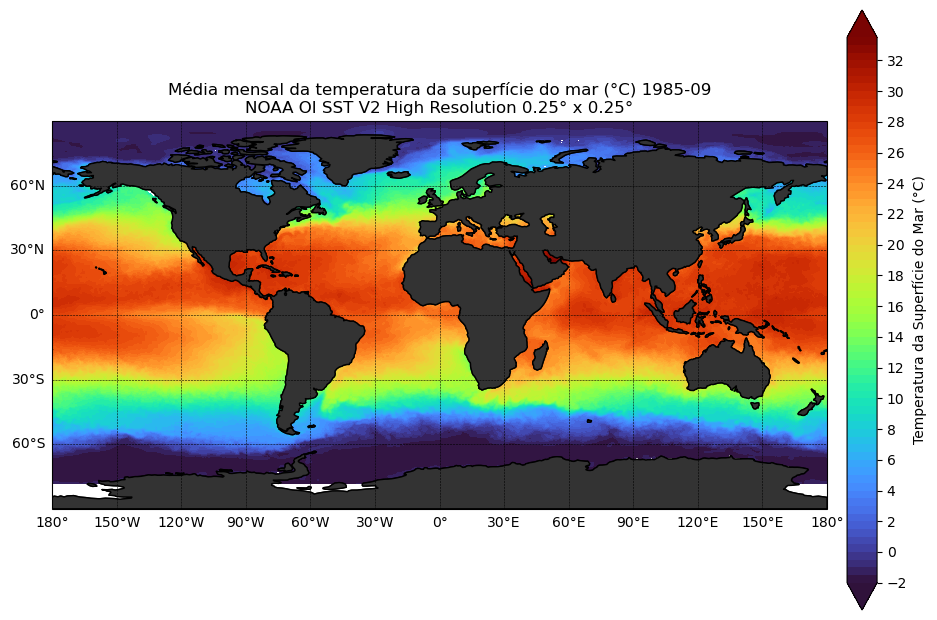 Média mensal da temperatura da superfície do mar (°C) 1985-09
NOAA OI SST V2 High Resolution 0.25° x 0.25°
60°N
30°N
0°
30°S
60°S
180°
150°W
120°W
90°W
60°W
30°W
0°
30°E
60°E
90°E
120°E
150°E
180°
32
30
28
26
24
22
20
18
16
14
12
10
8
6
4
2
0
−2
Temperatura da Superfície do Mar (°C)